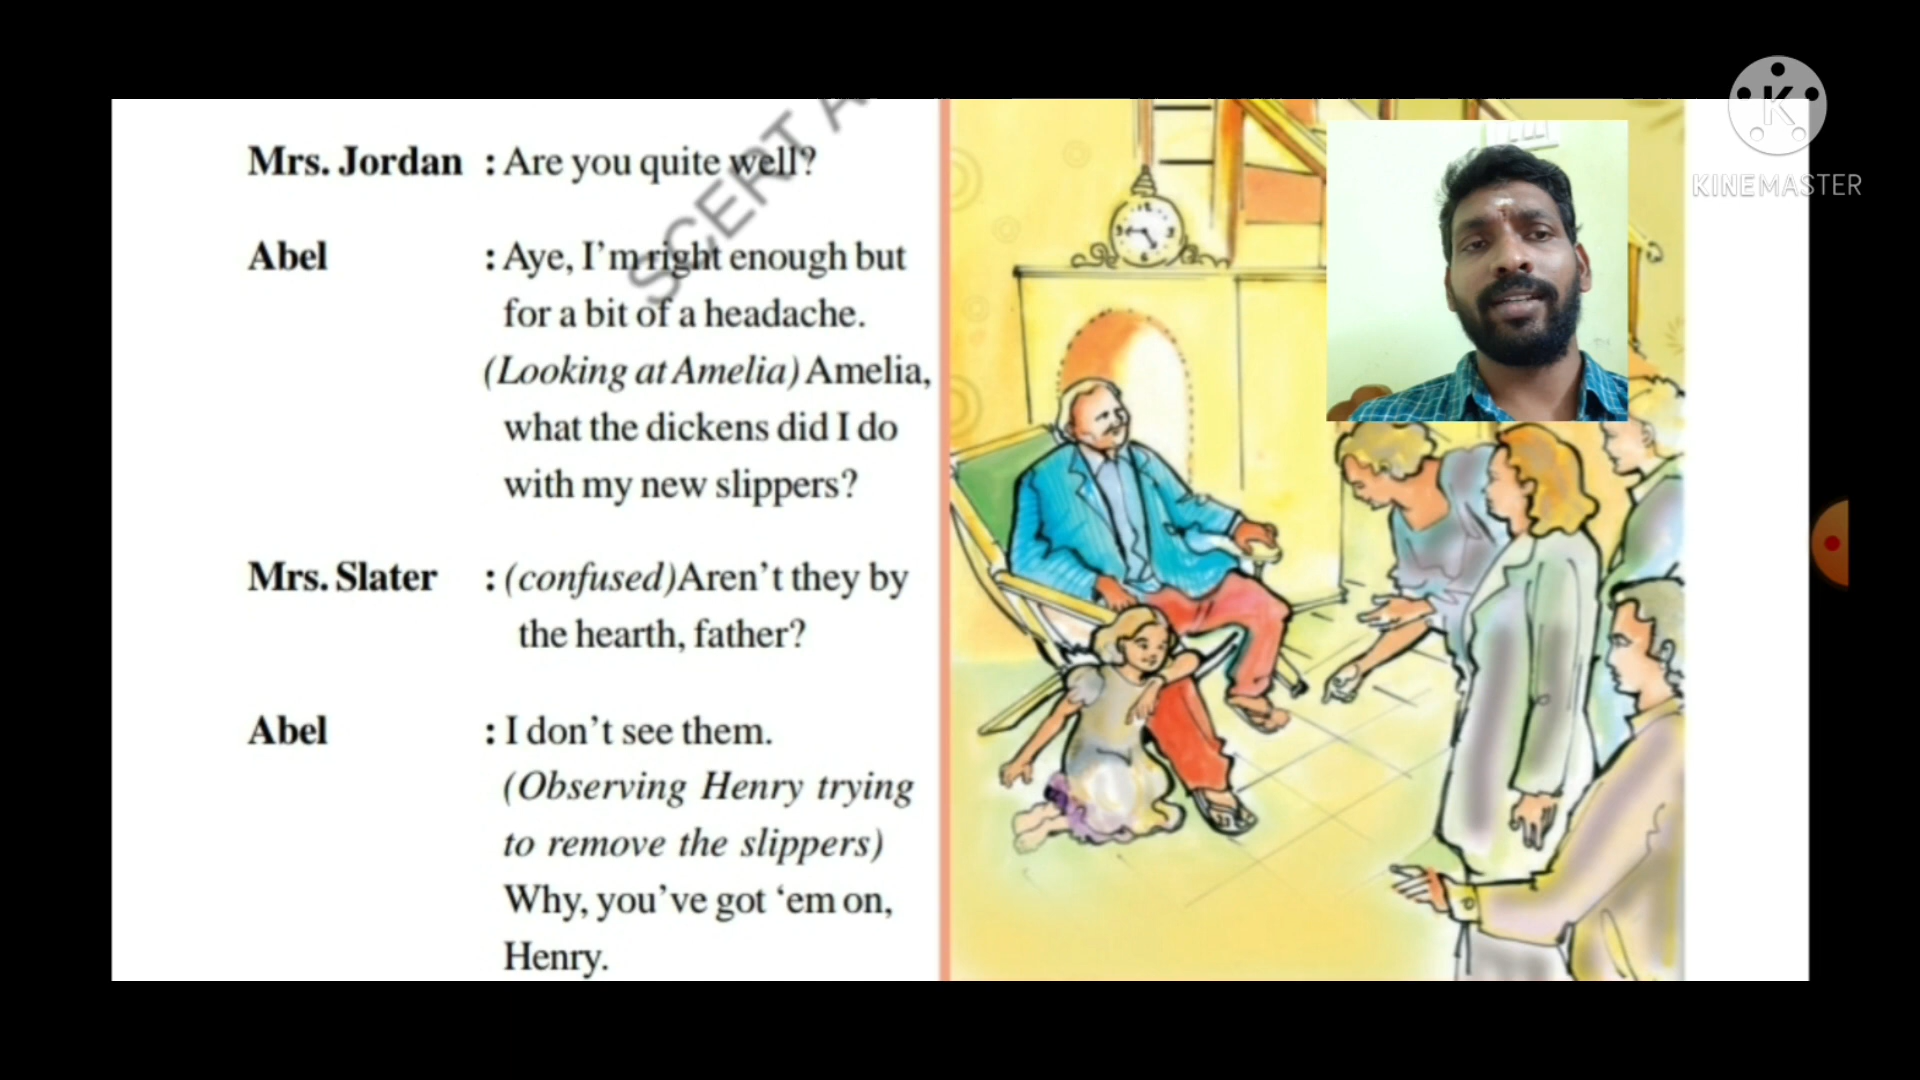 Mrs. Jordan : Are you quite well?
Abel : Aye, I'm right enough but
for a bit of a headache.
(Looking at Amelia) Amelia,
what the dickens did I do
with my new slippers?
Mrs. Slater : (confused)Aren't they by
the hearth, father?
Abel : I don't see them.
(Observing Henry trying
to remove the slippers)
Why, you've got ‘em on,
Henry.
SCERT
K
KINEMASTER